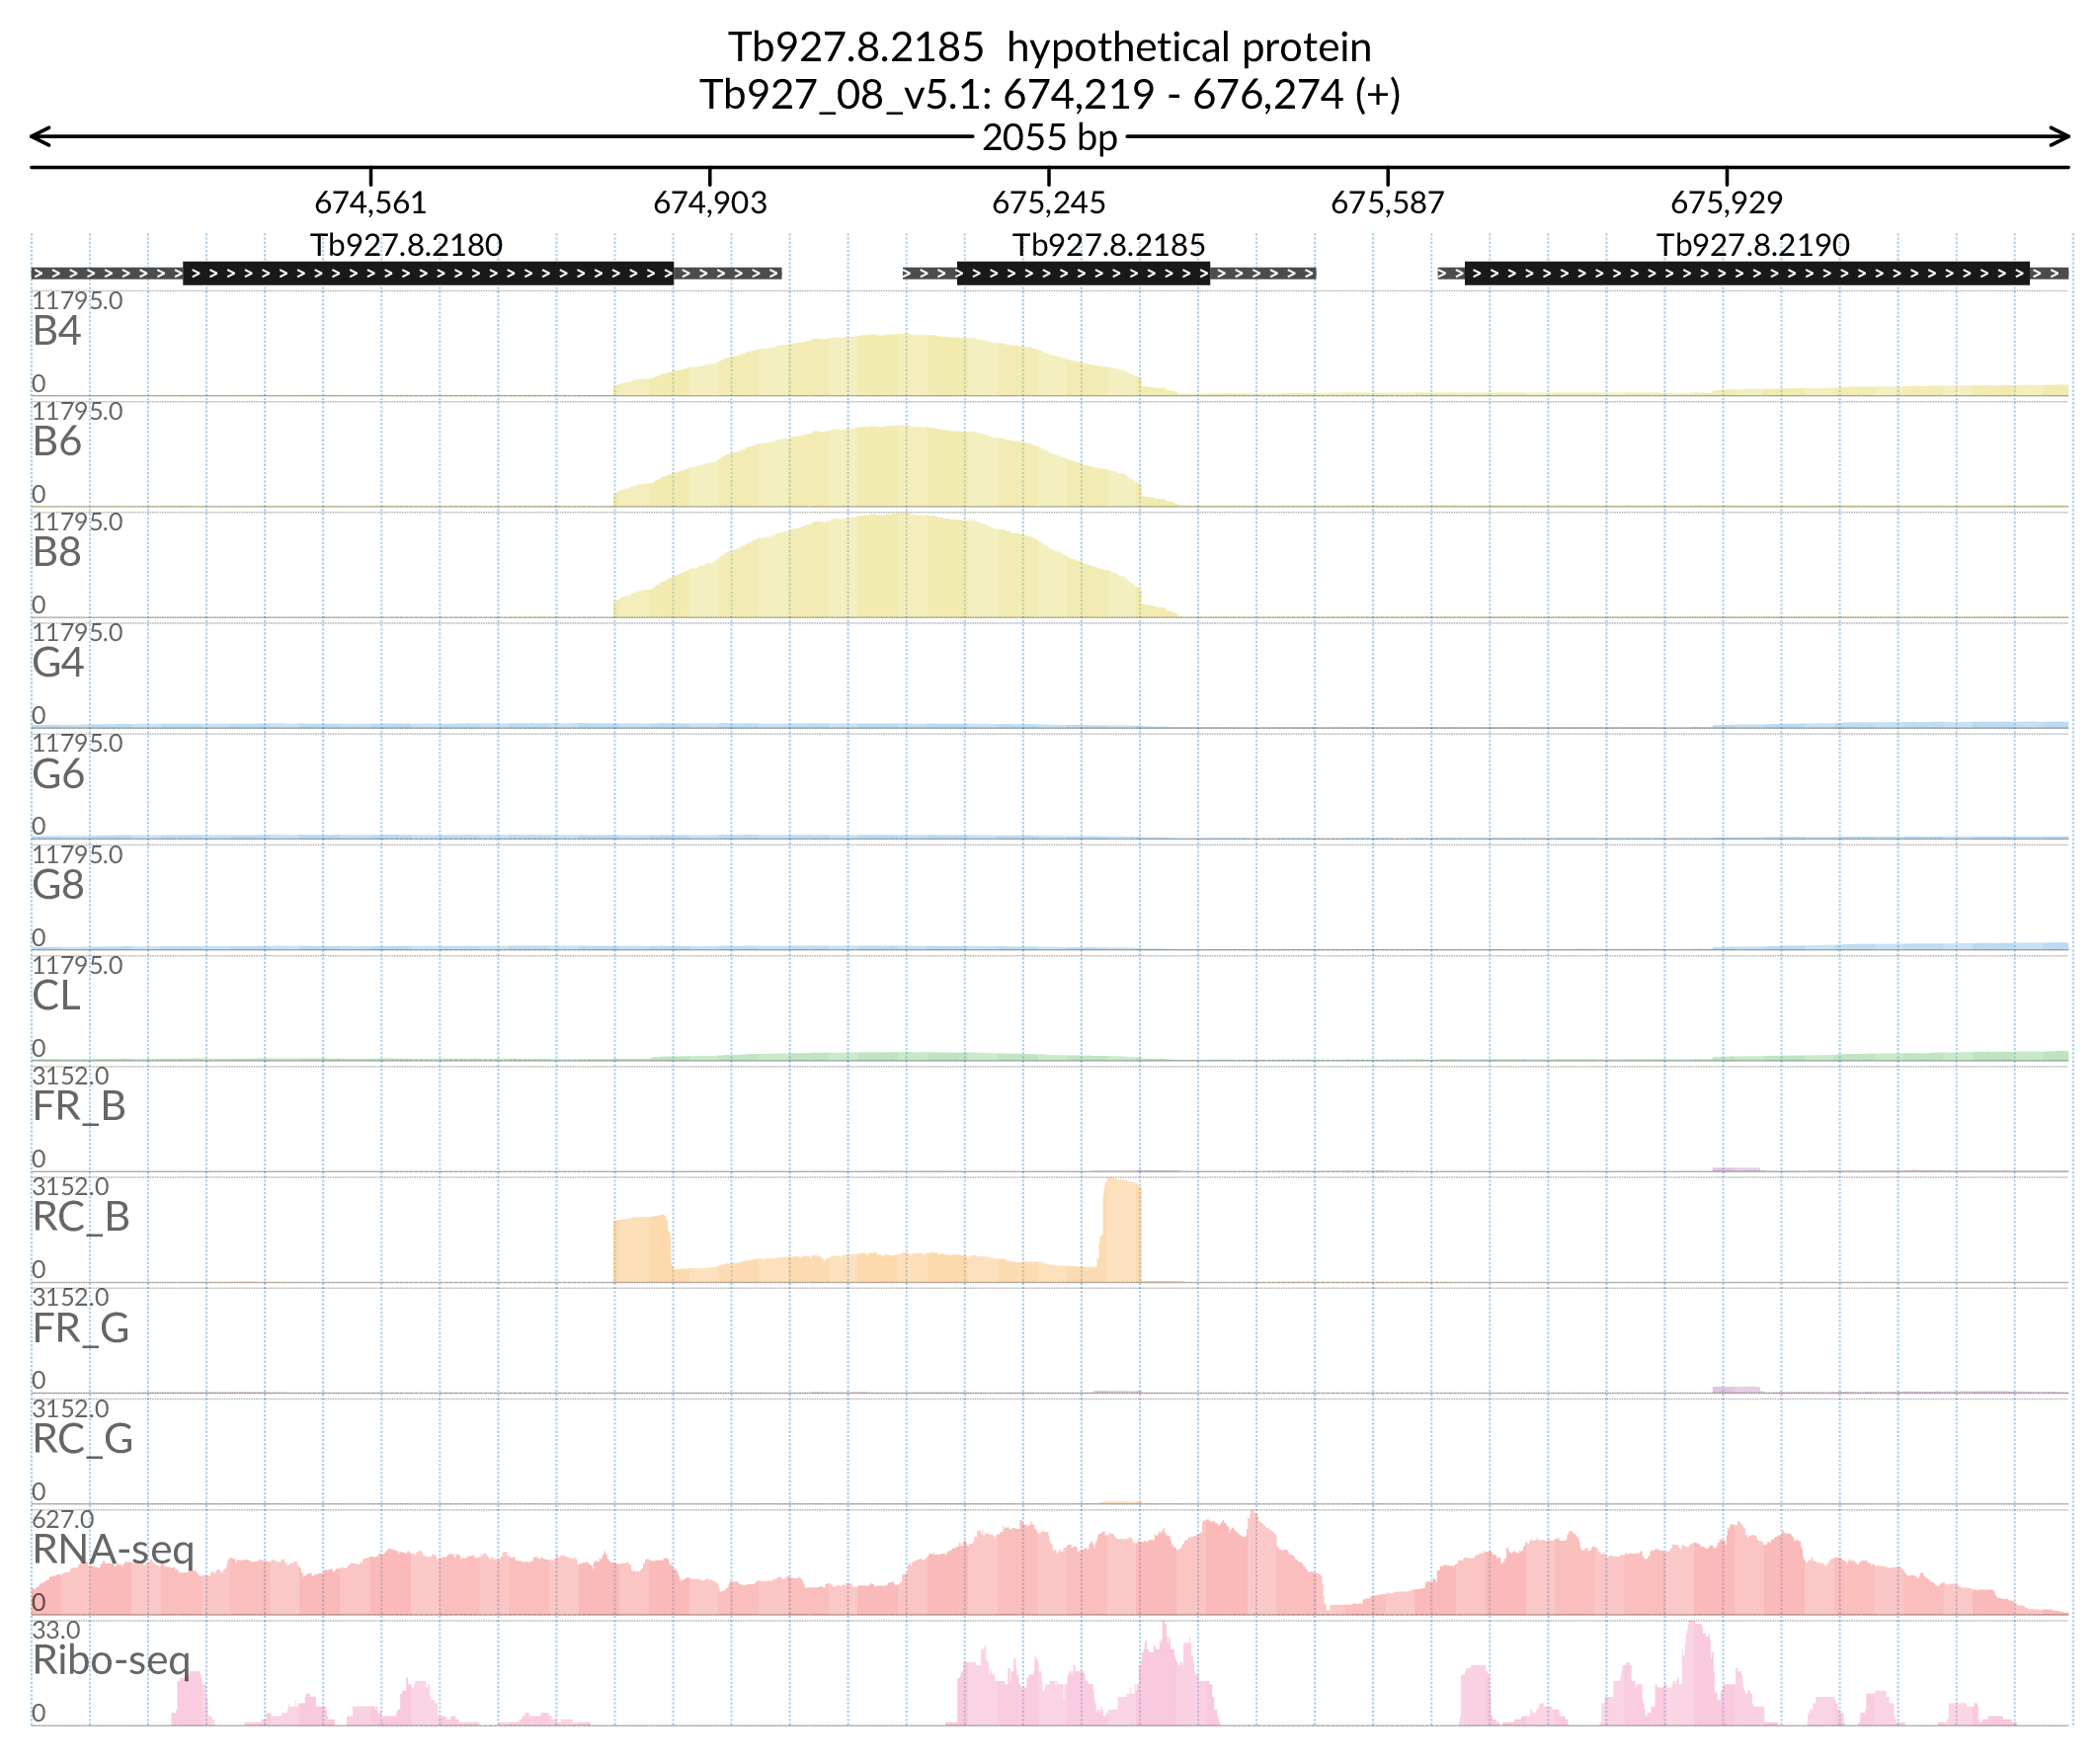 Tb927.8.2185  hypothetical protein
Tb927_08_v5.1: 674,219 - 676,274 (+)
2055 bp
674,561 674,903 675,245 675,587 675,929
Tb927.8.2180 Tb927.8.2185 Tb927.8.2190
11795.0
B4
0
11795.0
B6
0
11795.0
B8
0
11795.0
G4
0
11795.0
G6
0
11795.0
G8
0
11795.0
CL
0
3152.0
FR_B
0
3152.0
RC_B
0
3152.0
FR_G
0
3152.0
RC_G
0
627.0
RNA-seq
0
33.0
Ribo-seq
0